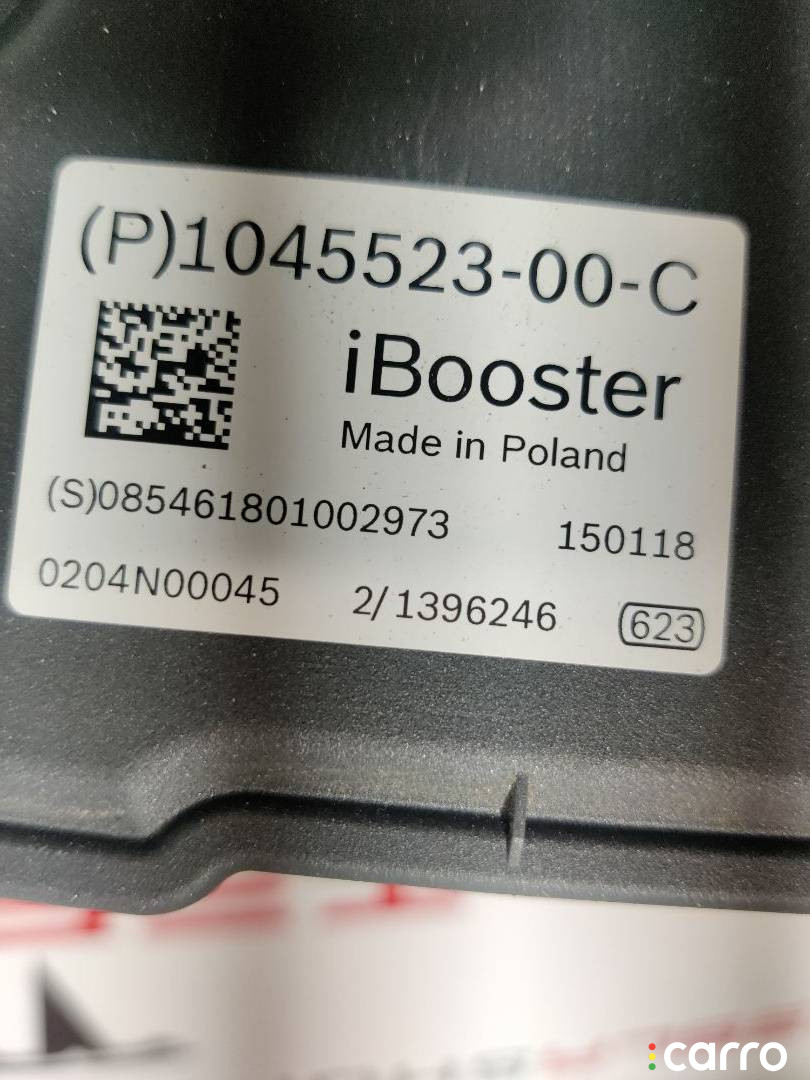 (P)1045523-00-C
iBooster
Made in Poland
(S)085461801002973 150118
0204N00045 2/1396246 623
carro